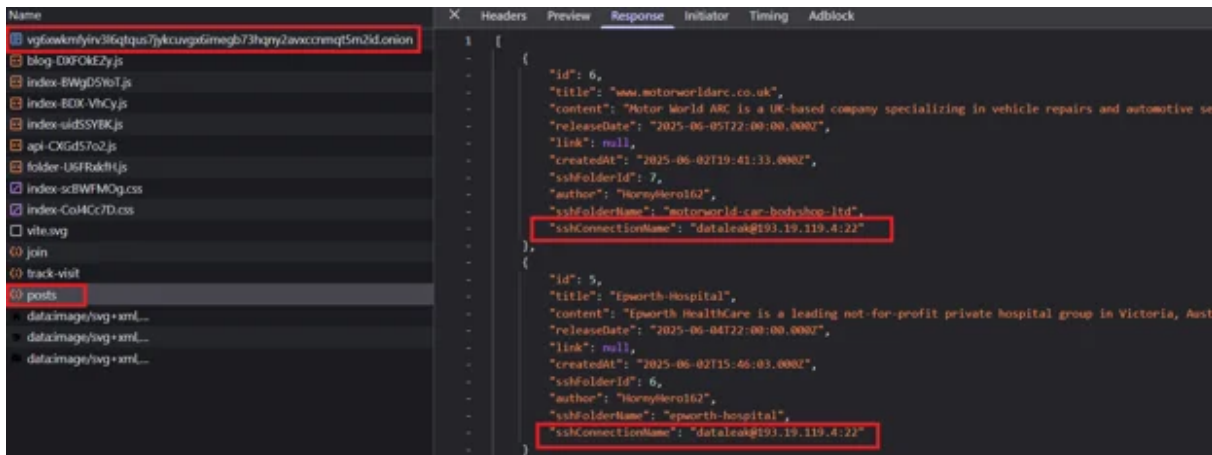 Name
blog-DXFOkEZy.js
index-BWgD5YoT.js
index-BDX-VhCy.js
index-uidSSYBK.js
api-CXGd57o2.js
folder-U6FRxkfH.js
index-scBWFMOg.css
index-CoJ4Cc7D.css
vite.svg
join
track-visit
posts
data:image/svg+xml,...
data:image/svg+xml,...
data:image/svg+xml,...
× Headers Preview Response Initiator Timing Adblock
1 [
{
"id": 6,
"title": "www.motorworldarc.co.uk",
"content": "Motor World ARC is a UK-based company specializing in vehicle repairs and automotive se
"releaseDate": "2025-06-05T22:00:00.000Z",
"link": null,
"createdAt": "2025-06-02T19:41:33.000Z",
"sshFolderId": 7,
"author": "HornyHero162",
"sshFolderName": "motorworld-car-bodyshop-ltd",
"sshConnectionName": "dataleak@193.19.119.4:22"
},
{
"id": 5,
"title": "Epworth-Hospital",
"content": "Epworth HealthCare is a leading not-for-profit private hospital group in Victoria, Aust
"releaseDate": "2025-06-04T22:00:00.000Z",
"link": null,
"createdAt": "2025-06-02T15:46:03.000Z",
"sshFolderId": 6,
"author": "HornyHero162",
"sshFolderName": "epworth-hospital",
"sshConnectionName": "dataleak@193.19.119.4:22"
}